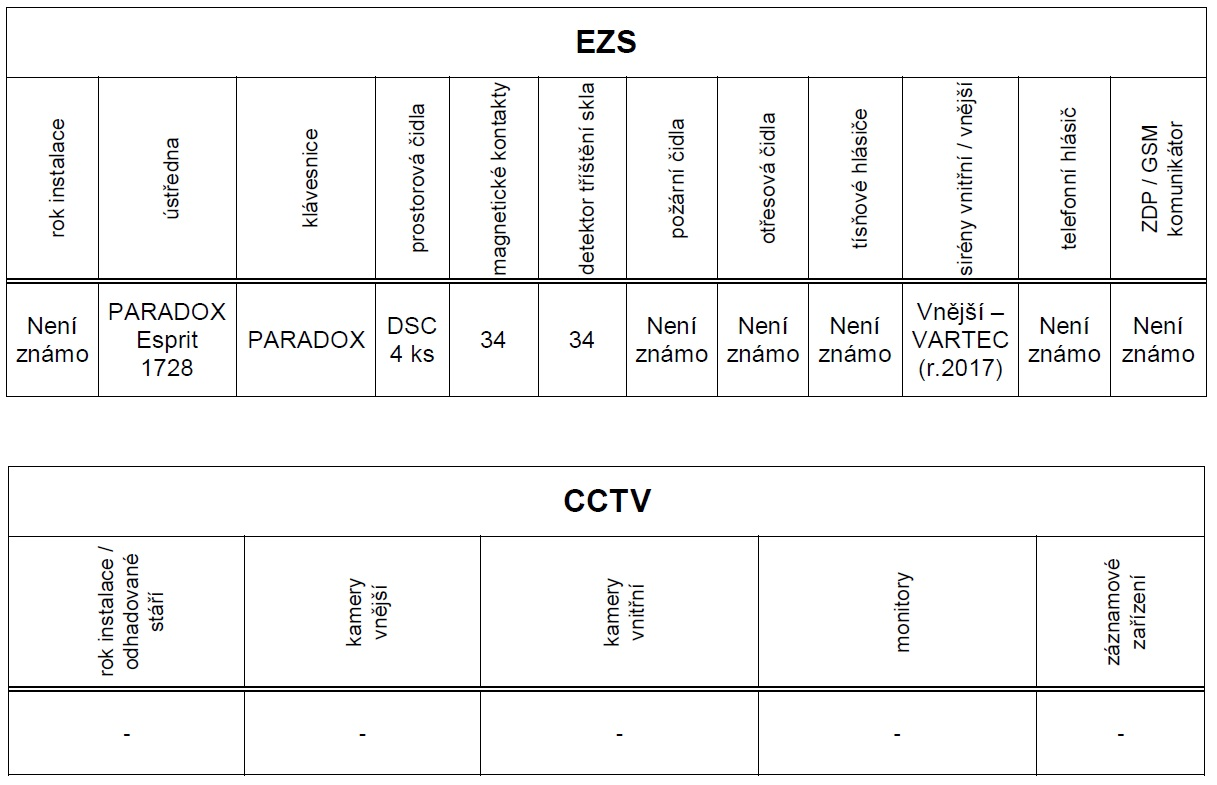 EZS
rok instalace
ústředna
klávesnice
prostorová čidla
magnetické kontakty
detektor tříštění skla
požární čidla
otřesová čidla
tísňové hlásiče
sirény vnitřní / vnější
telefonní hlásič
ZDP / GSM
komunikátor
Není
známo
PARADOX
Esprit
1728
PARADOX
DSC
4 ks
34
34
Není
známo
Není
známo
Není
známo
Vnější –
VARTEC
(r.2017)
Není
známo
Není
známo
CCTV
rok instalace /
odhadované
stáří
kamery
vnější
kamery
vnitřní
monitory
záznamové
zařízení
-
-
-
-
-